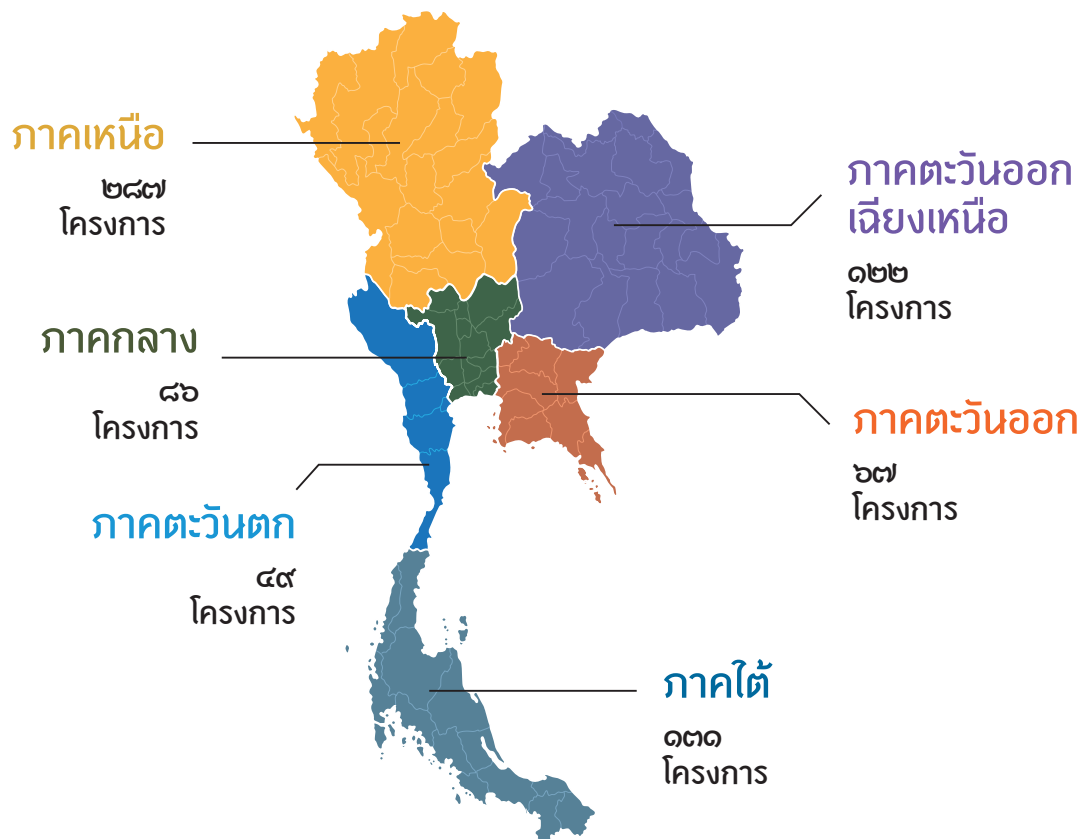 ภาคเหนือ
๒๘๗
โครงการ
ภาคตะวันออก
เฉียงเหนือ
๑๒๒
โครงการ
ภาคกลาง
๘๖
โครงการ
ภาคตะวันออก
๖๗
โครงการ
ภาคตะวันตก
๔๙
โครงการ
ภาคใต้
๑๓๑
โครงการ